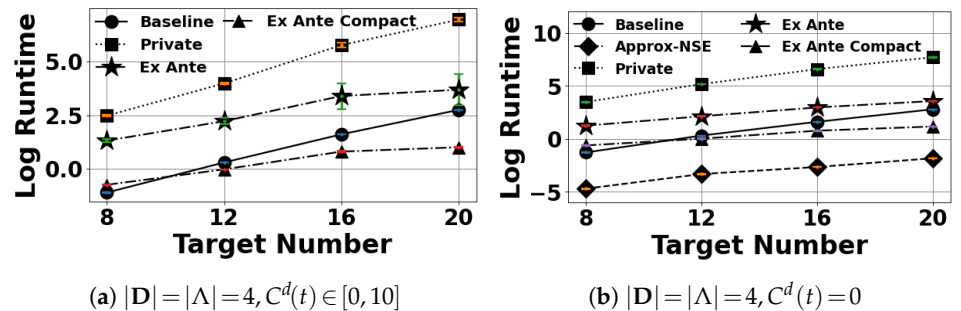 Baseline
Private
Ex Ante
Ex Ante Compact
Log Runtime
5.0
2.5
0.0
8 12 16 20
Target Number
(a) |D|=|Λ|=4, C^d(t)∈[0, 10]
Baseline
Approx-NSE
Private
Ex Ante
Ex Ante Compact
Log Runtime
10
5
0
−5
8 12 16 20
Target Number
(b) |D|=|Λ|=4, C^d(t)=0